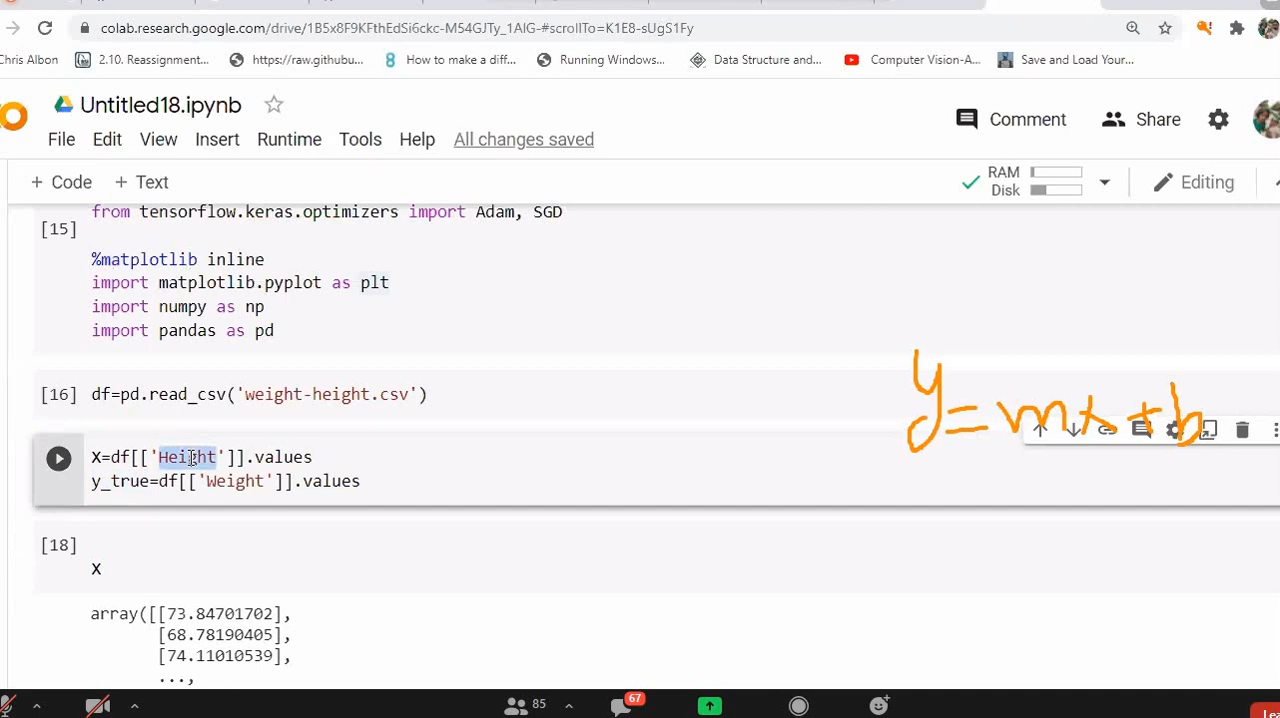 colab.research.google.com/drive/1B5x8F9KFthEdSi6ckc-M54GJTy_1AlG-#scrollTo=K1E8-sUgS1Fy
Chris Albon 2.10. Reassignment... https://raw.githubu... How to make a diff... Running Windows... Data Structure and... Computer Vision-A... Save and Load Your...
Untitled18.ipynb
Comment Share
File Edit View Insert Runtime Tools Help All changes saved
+ Code + Text
RAM
Disk
Editing
from tensorflow.keras.optimizers import Adam, SGD
[15]
%matplotlib inline
import matplotlib.pyplot as plt
import numpy as np
import pandas as pd
y=mx+b
[16] df=pd.read_csv('weight-height.csv')
X=df[['Height']].values
y_true=df[['Weight']].values
[18]
X
array([[73.84701702],
[68.78190405],
[74.11010539],
...,
85 67